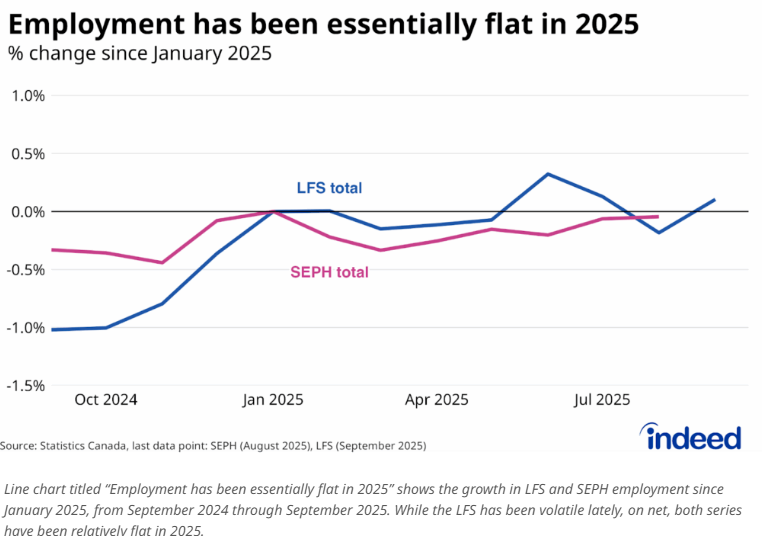 Employment has been essentially flat in 2025
% change since January 2025
1.0%
0.5%
LFS total
0.0%
SEPH total
-0.5%
-1.0%
-1.5%
Oct 2024
Jan 2025
Apr 2025
Jul 2025
indeed
Source: Statistics Canada, last data point: SEPH (August 2025), LFS (September 2025)
Line chart titled “Employment has been essentially flat in 2025” shows the growth in LFS and SEPH employment since
January 2025, from September 2024 through September 2025. While the LFS has been volatile lately, on net, both series
have been relatively flat in 2025.